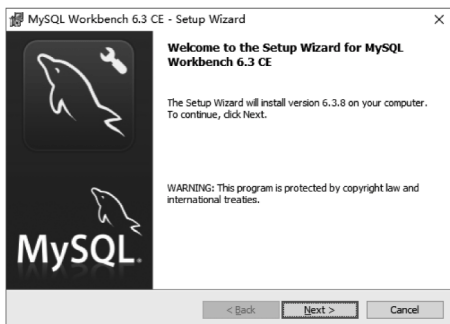 MySQL Workbench 6.3 CE - Setup Wizard
Welcome to the Setup Wizard for MySQL
Workbench 6.3 CE
The Setup Wizard will install version 6.3.8 on your computer.
To continue, click Next.
WARNING: This program is protected by copyright law and
international treaties.
MySQL.
< Back
Next >
Cancel